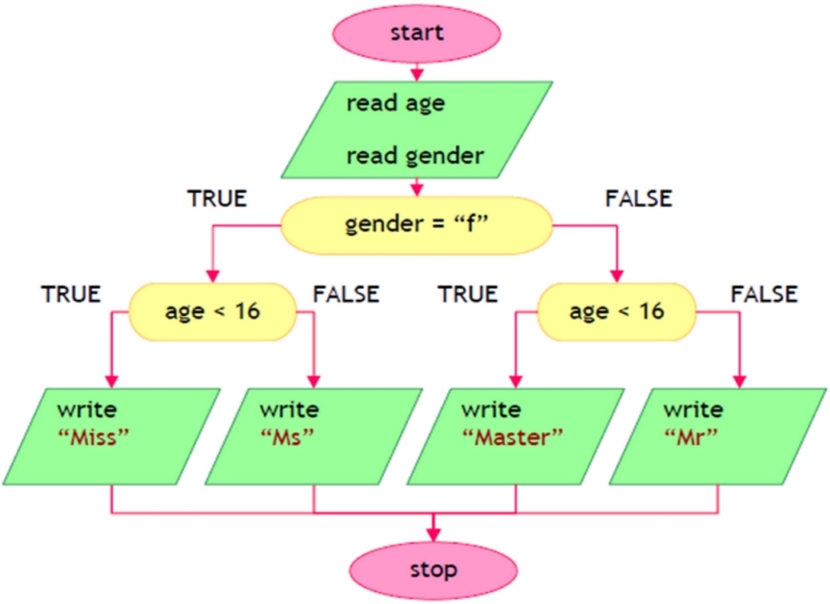 start
read age
read gender
TRUE
FALSE
gender = “f”
TRUE
FALSE
TRUE
FALSE
age < 16
age < 16
write
“Miss”
write
“Ms”
write
“Master”
write
“Mr”
stop